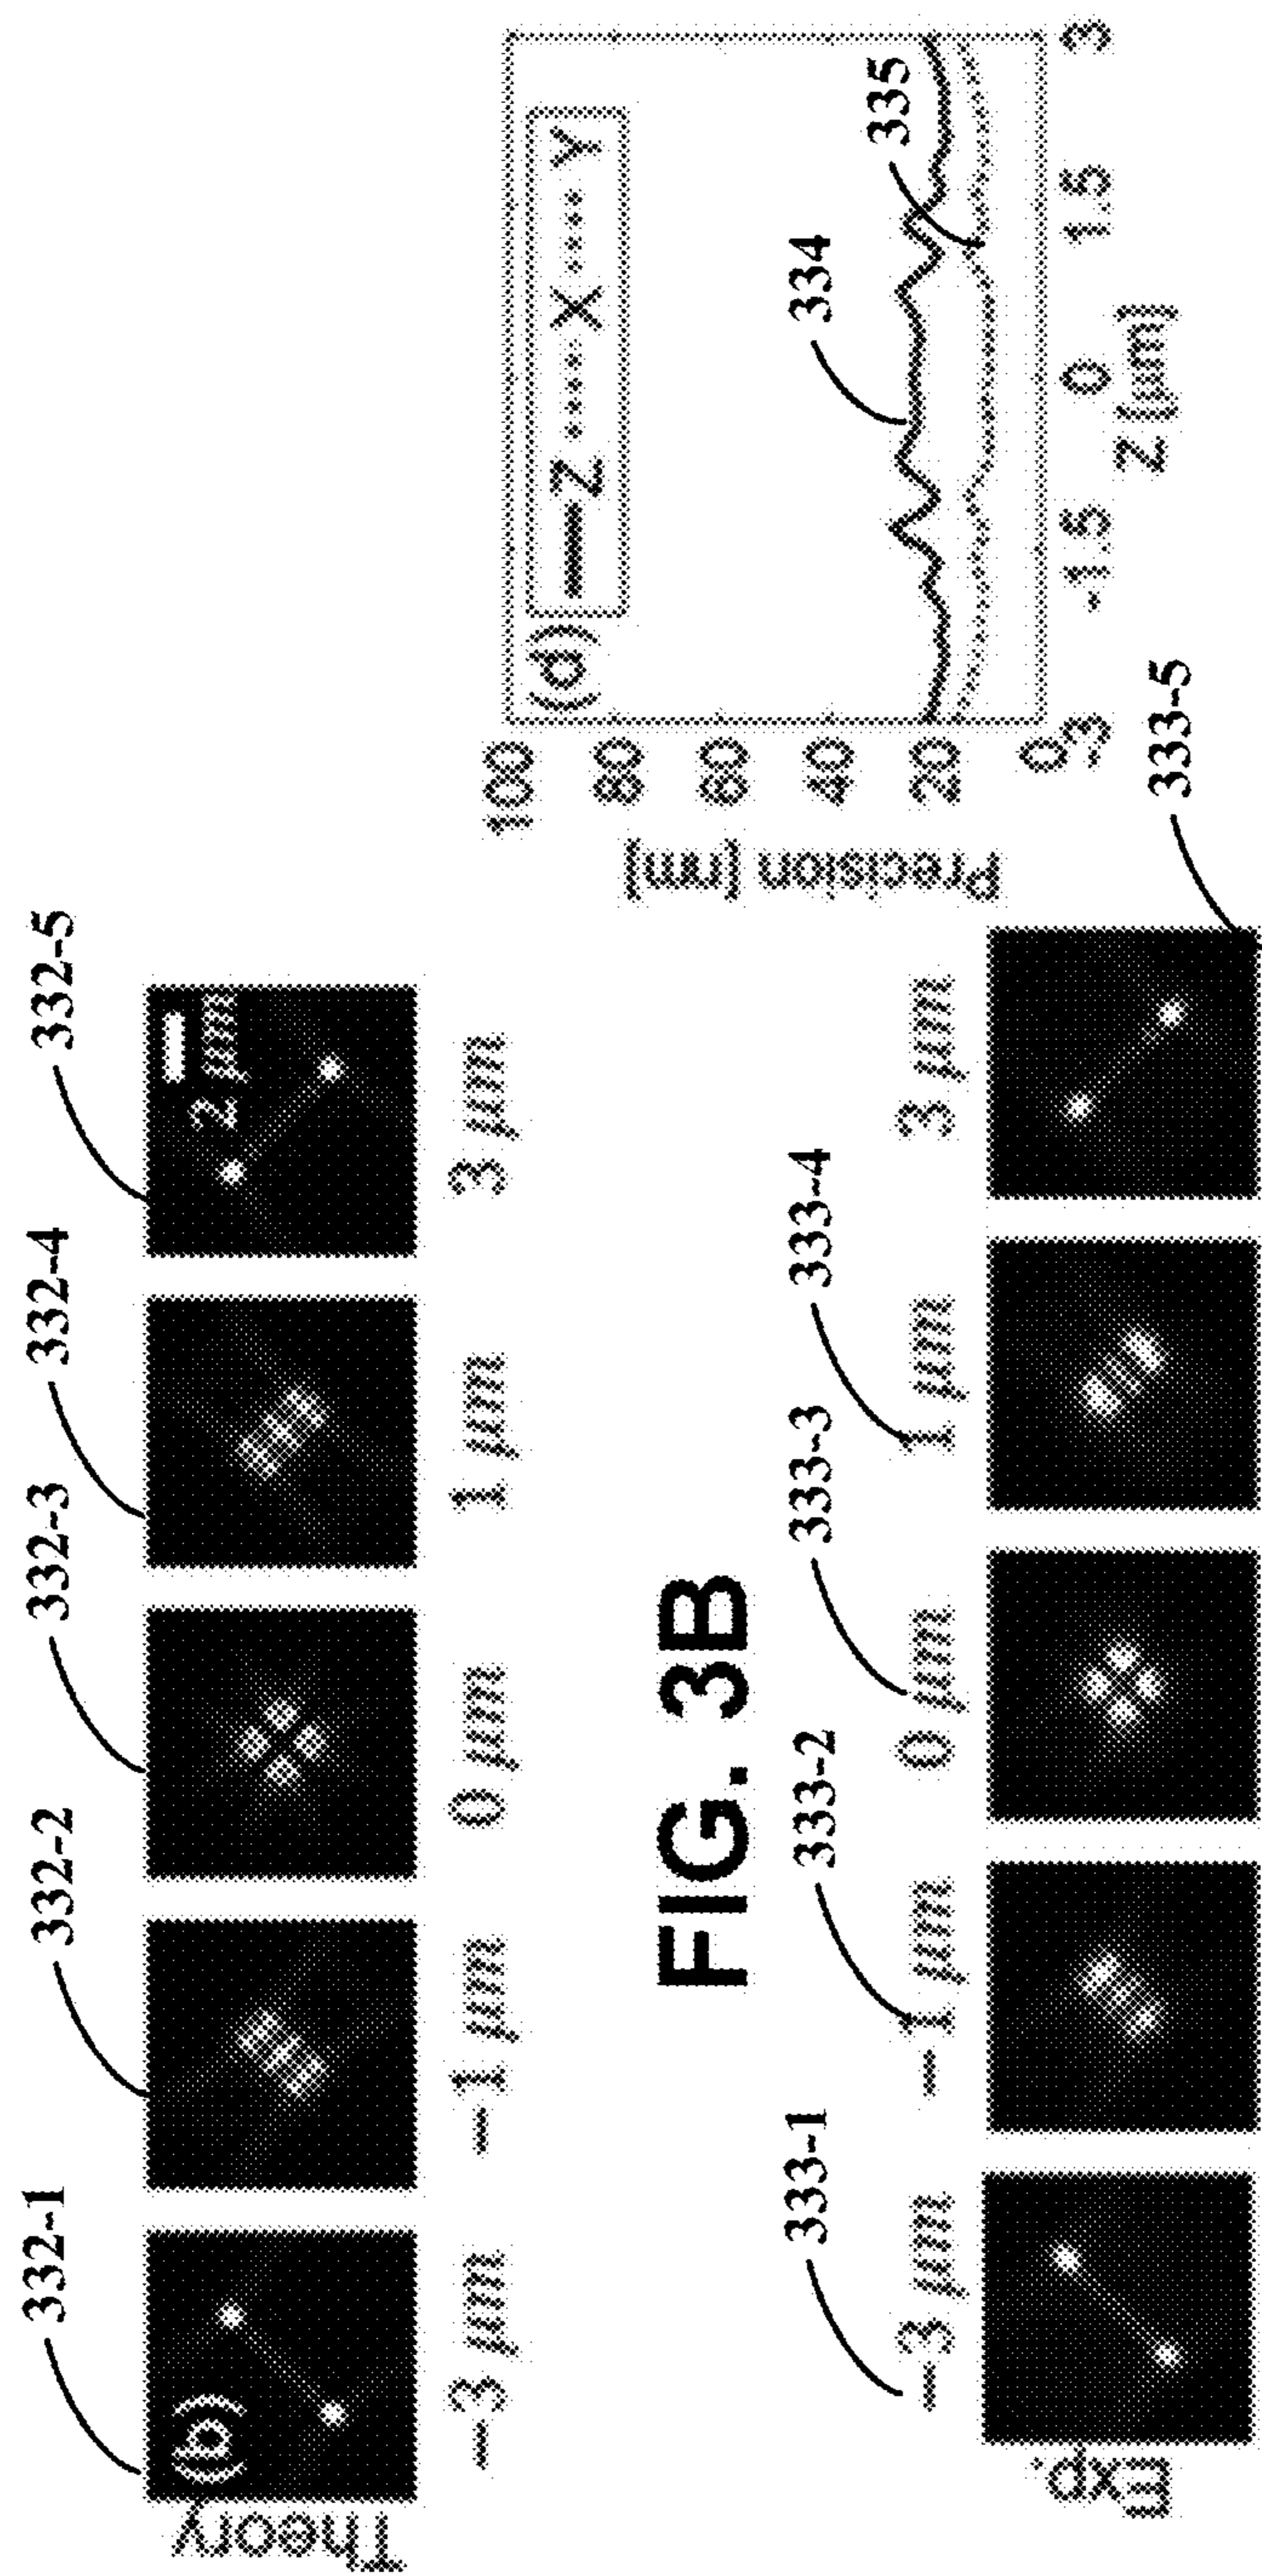 332-1
332-2
332-3
332-4
332-5
Theory
(b)
2 μm
−3 μm
−1 μm
0 μm
1 μm
3 μm
FIG. 3B
333-1
333-2
333-3
333-4
333-5
−3 μm
−1 μm
0 μm
1 μm
3 μm
Exp.
(d)
Z X Y
334
335
Precision [nm]
100
80
60
40
20
0
-3 -1.5 0 1.5 3
Z [μm]